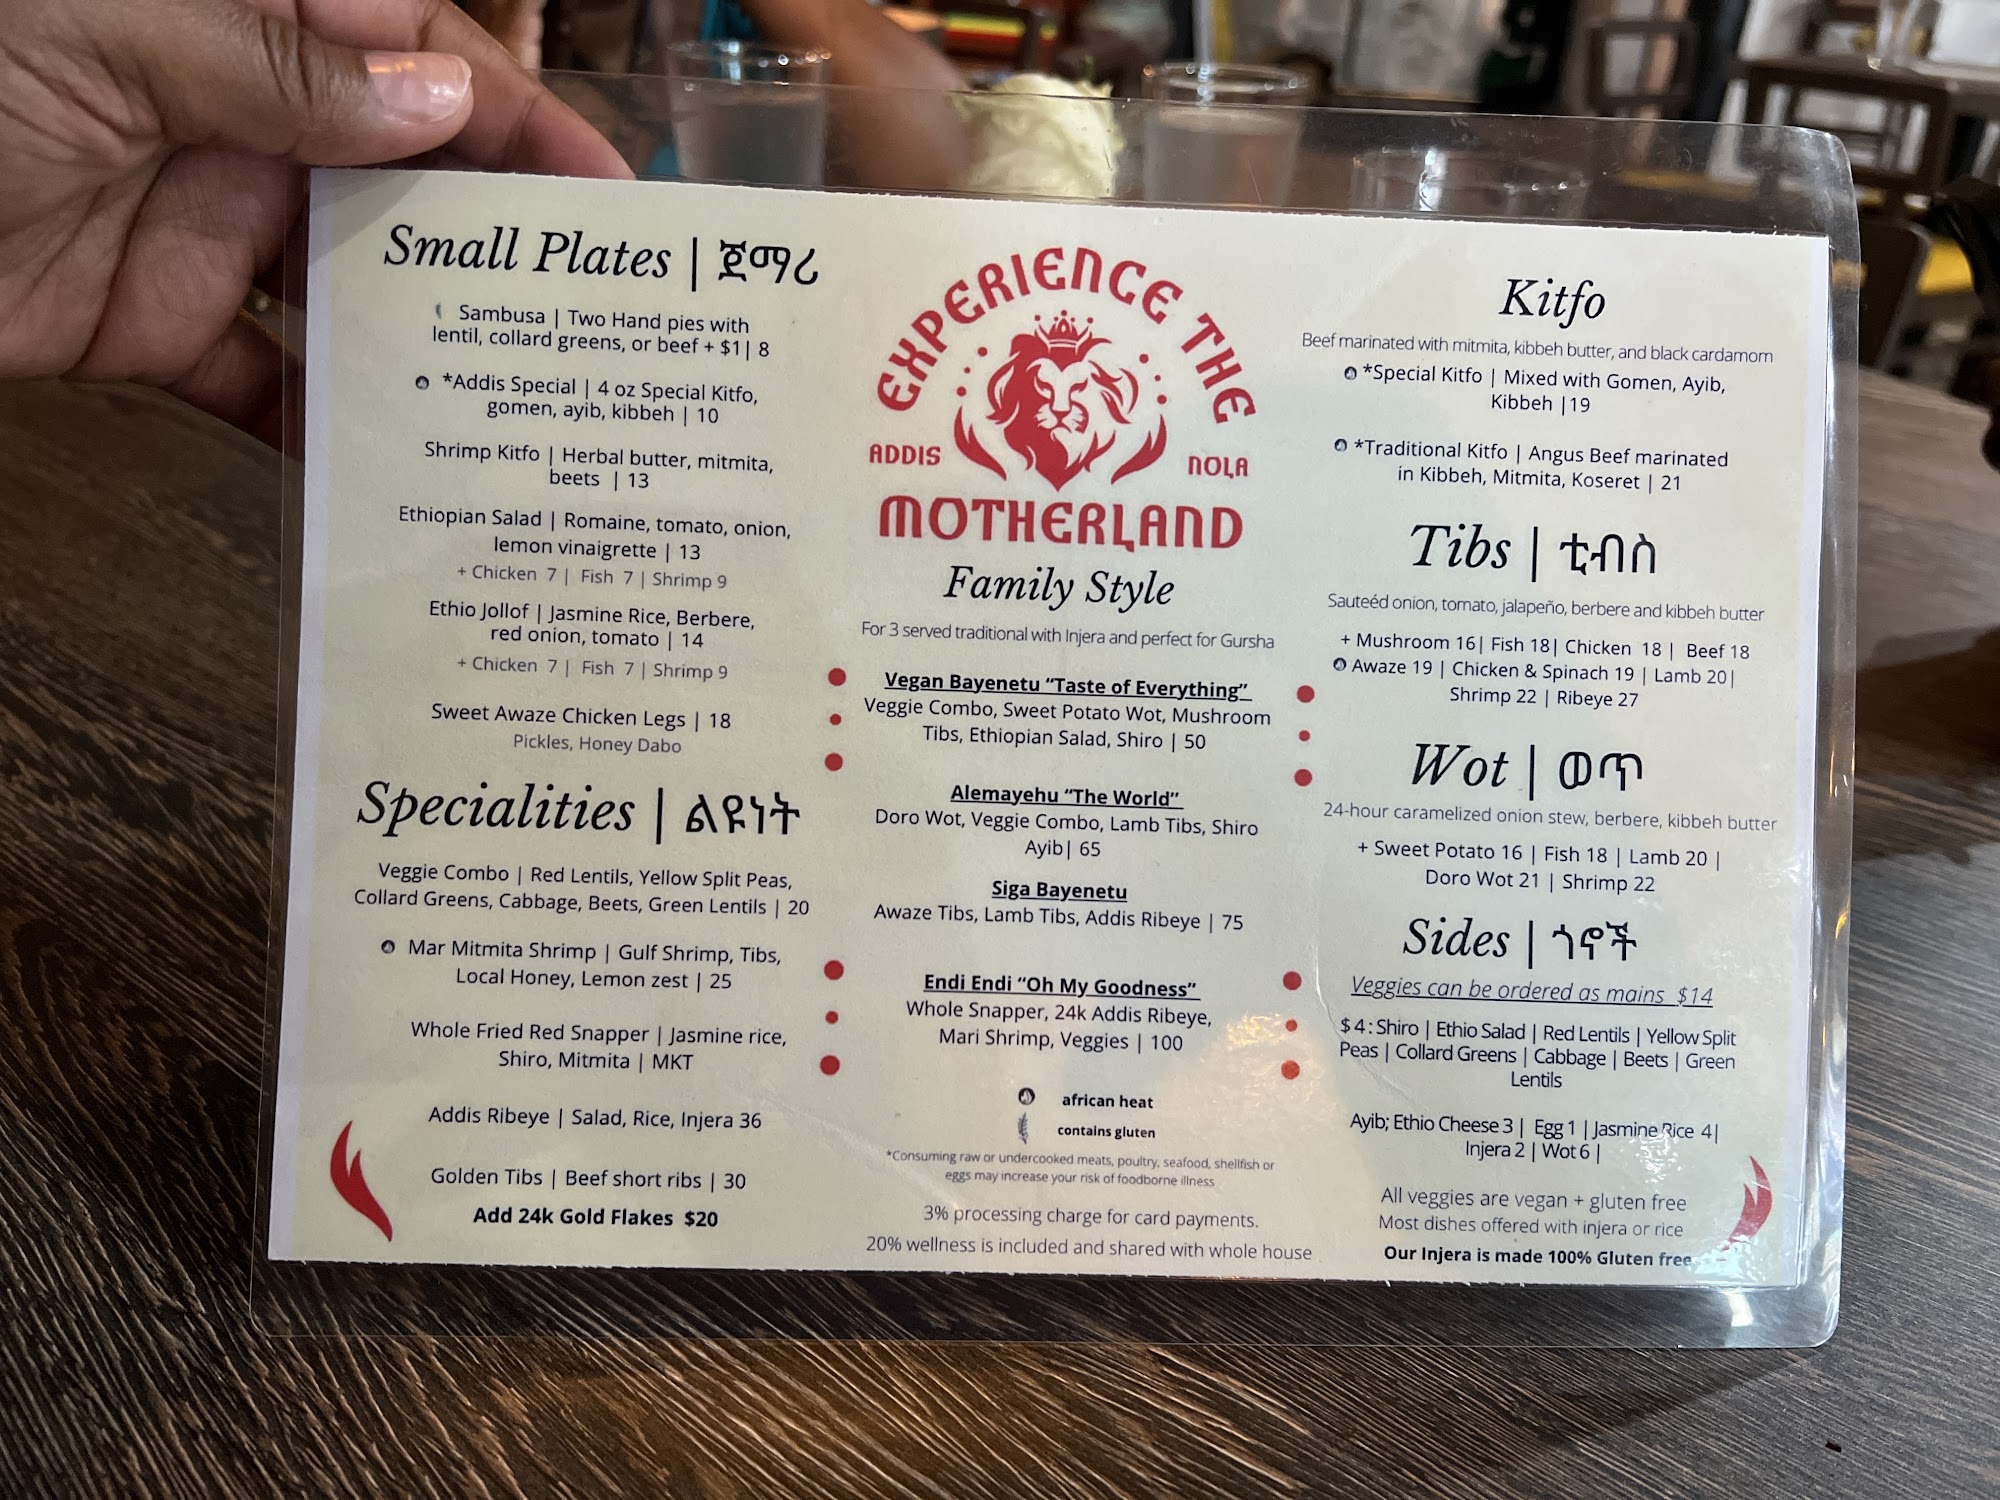 Small Plates | ጀማሪ
Sambusa | Two Hand pies with
lentil, collard greens, or beef + $1| 8
*Addis Special | 4 oz Special Kitfo,
gomen, ayib, kibbeh | 10
Shrimp Kitfo | Herbal butter, mitmita,
beets | 13
Ethiopian Salad | Romaine, tomato, onion,
lemon vinaigrette | 13
+ Chicken 7 | Fish 7 | Shrimp 9
Ethio Jollof | Jasmine Rice, Berbere,
red onion, tomato | 14
+ Chicken 7 | Fish 7 | Shrimp 9
Sweet Awaze Chicken Legs | 18
Pickles, Honey Dabo
Specialities | ልዩነት
Veggie Combo | Red Lentils, Yellow Split Peas,
Collard Greens, Cabbage, Beets, Green Lentils | 20
Mar Mitmita Shrimp | Gulf Shrimp, Tibs,
Local Honey, Lemon zest | 25
Whole Fried Red Snapper | Jasmine rice,
Shiro, Mitmita | MKT
Addis Ribeye | Salad, Rice, Injera 36
Golden Tibs | Beef short ribs | 30
Add 24k Gold Flakes $20
EXPERIENCE THE
ADDIS NOLA
MOTHERLAND
Family Style
For 3 served traditional with Injera and perfect for Gursha
Vegan Bayenetu “Taste of Everything”
Veggie Combo, Sweet Potato Wot, Mushroom
Tibs, Ethiopian Salad, Shiro | 50
Alemayehu “The World”
Doro Wot, Veggie Combo, Lamb Tibs, Shiro
Ayib| 65
Siga Bayenetu
Awaze Tibs, Lamb Tibs, Addis Ribeye | 75
Endi Endi “Oh My Goodness”
Whole Snapper, 24k Addis Ribeye,
Mari Shrimp, Veggies | 100
african heat
contains gluten
*Consuming raw or undercooked meats, poultry, seafood, shellfish or
eggs may increase your risk of foodborne illness
3% processing charge for card payments.
20% wellness is included and shared with whole house
Kitfo
Beef marinated with mitmita, kibbeh butter, and black cardamom
*Special Kitfo | Mixed with Gomen, Ayib,
Kibbeh |19
*Traditional Kitfo | Angus Beef marinated
in Kibbeh, Mitmita, Koseret | 21
Tibs | ቲብስ
Sauteéd onion, tomato, jalapeño, berbere and kibbeh butter
+ Mushroom 16| Fish 18| Chicken 18 | Beef 18
Awaze 19 | Chicken & Spinach 19 | Lamb 20|
Shrimp 22 | Ribeye 27
Wot | ወጥ
24-hour caramelized onion stew, berbere, kibbeh butter
+ Sweet Potato 16 | Fish 18 | Lamb 20 |
Doro Wot 21 | Shrimp 22
Sides | ጎኖች
Veggies can be ordered as mains $14
$4 : Shiro | Ethio Salad | Red Lentils | Yellow Split
Peas | Collard Greens | Cabbage | Beets | Green
Lentils
Ayib; Ethio Cheese 3 | Egg 1 | Jasmine Rice 4|
Injera 2 | Wot 6 |
All veggies are vegan + gluten free
Most dishes offered with injera or rice
Our Injera is made 100% Gluten free